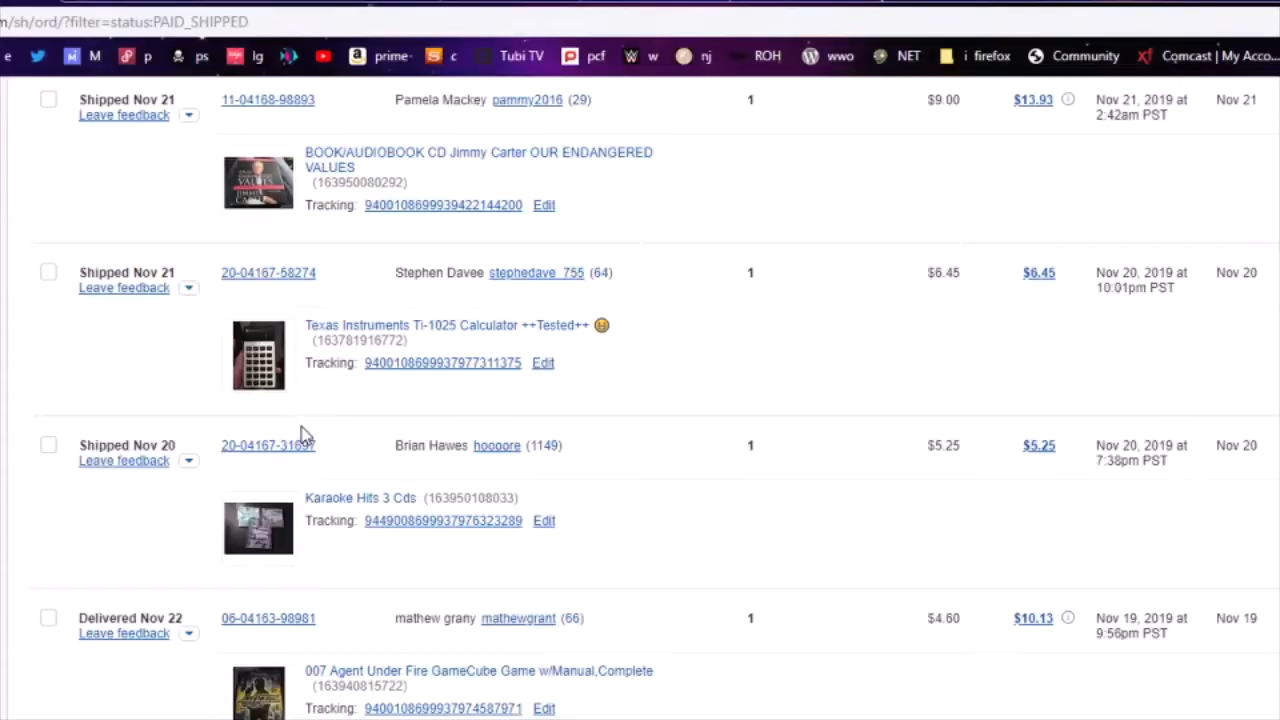 m/sh/ord/?filter=status:PAID_SHIPPED
e M p ps lg prime S c Tubi TV pcf W w nj ROH wwo NET i firefox Community Comcast | My Acco...
Shipped Nov 21 11-04168-98893 Pamela Mackey pammy2016 (29) 1 $9.00 $13.93 Nov 21, 2019 at Nov 21
Leave feedback 2:42am PST
BOOK/AUDIOBOOK CD Jimmy Carter OUR ENDANGERED
VALUES
(163950080292)
Tracking: 9400108699939422144200 Edit
Shipped Nov 21 20-04167-58274 Stephen Davee stephedave_755 (64) 1 $6.45 $6.45 Nov 20, 2019 at Nov 20
Leave feedback 10:01pm PST
Texas Instruments Ti-1025 Calculator ++Tested++
(163781916772)
Tracking: 9400108699937977311375 Edit
Shipped Nov 20 20-04167-31697 Brian Hawes hoooore (1149) 1 $5.25 $5.25 Nov 20, 2019 at Nov 20
Leave feedback 7:38pm PST
Karaoke Hits 3 Cds (163950108033)
Tracking: 9449008699937976323289 Edit
Delivered Nov 22 06-04163-98981 mathew grany mathewgrant (66) 1 $4.60 $10.13 Nov 19, 2019 at Nov 19
Leave feedback 9:56pm PST
007 Agent Under Fire GameCube Game w/Manual,Complete
(163940815722)
Tracking: 9400108699937974587971 Edit